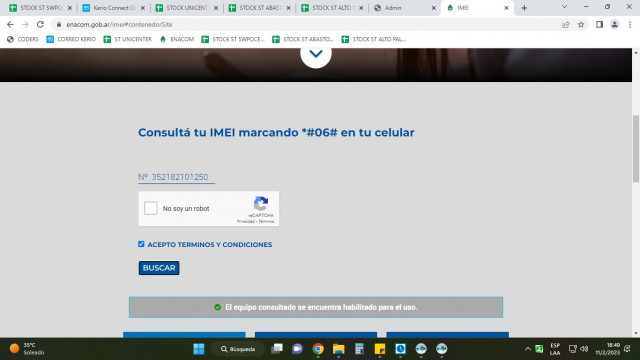 STOCK ST SWPO
Kerio Connect Cl
STOCK UNICENT
STOCK ST ABAST
STOCK ST ALTO
Admin
IMEI
enacom.gob.ar/imei#contenedorSite
CODERS
CORREO KERIO
ST UNICENTER
ENACOM
STOCK ST SWPOCE...
STOCK ST ABASTO...
STOCK ST ALTO PAL...
Consultá tu IMEI marcando *#06# en tu celular
Nº 352182101250
No soy un robot
reCAPTCHA
Privacidad - Términos
ACEPTO TERMINOS Y CONDICIONES
BUSCAR
El equipo consultado se encuentra habilitado para el uso.
35°C
Soleado
Búsqueda
ESP
LAA
18:49
11/2/2023